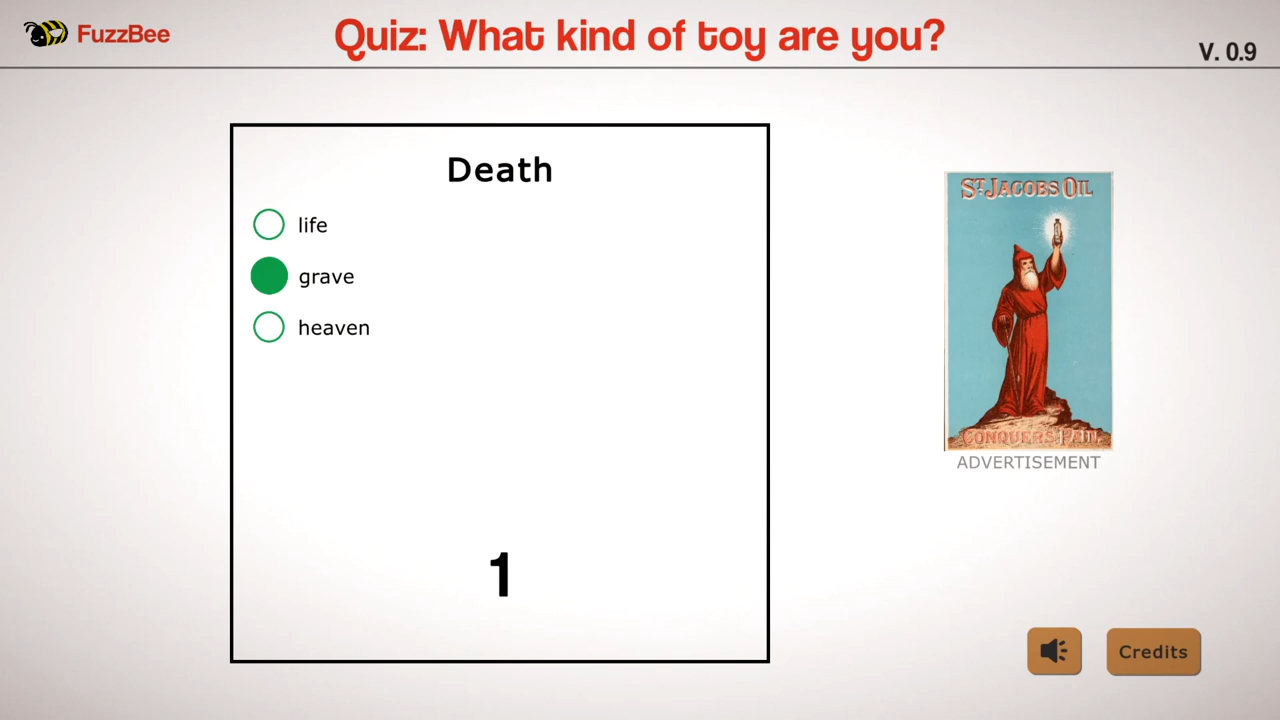 FuzzBee
Quiz: What kind of toy are you?
V. 0.9
Death
life
grave
heaven
1
ST. JACOBS OIL
CONQUERS PAIN
ADVERTISEMENT
Credits